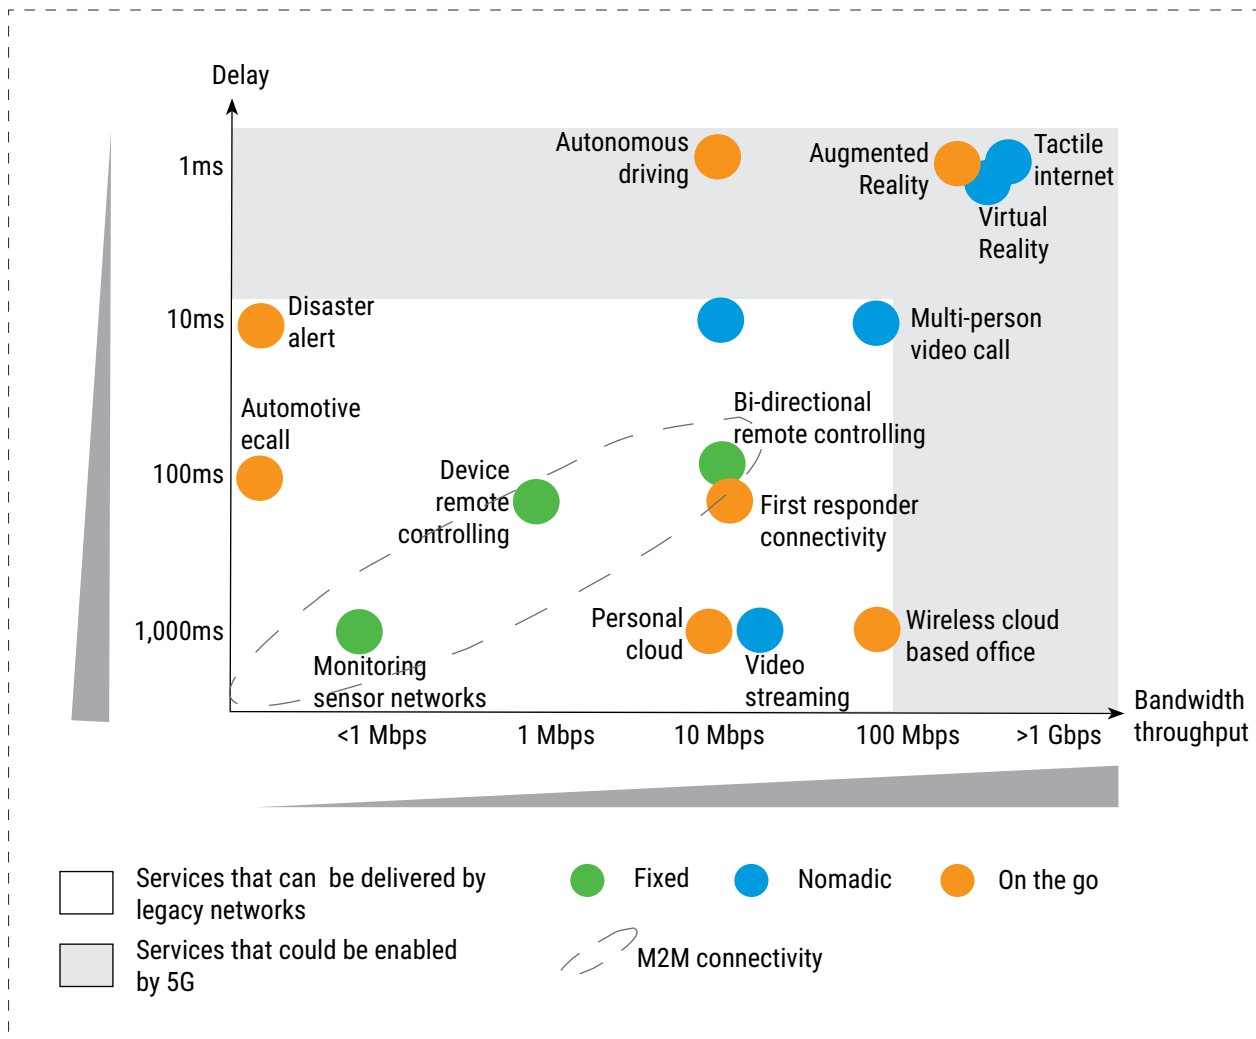 Delay
1ms
Autonomous
driving
Augmented
Reality
Tactile
internet
Virtual
Reality
10ms
Disaster
alert
Multi-person
video call
Automotive
ecall
Bi-directional
remote controlling
100ms
Device
remote
controlling
First responder
connectivity
1,000ms
Monitoring
sensor networks
Personal
cloud
Video
streaming
Wireless cloud
based office
Bandwidth
throughput
<1 Mbps
1 Mbps
10 Mbps
100 Mbps
>1 Gbps
Services that can  be delivered by
legacy networks
Services that could be enabled
by 5G
Fixed
Nomadic
On the go
M2M connectivity